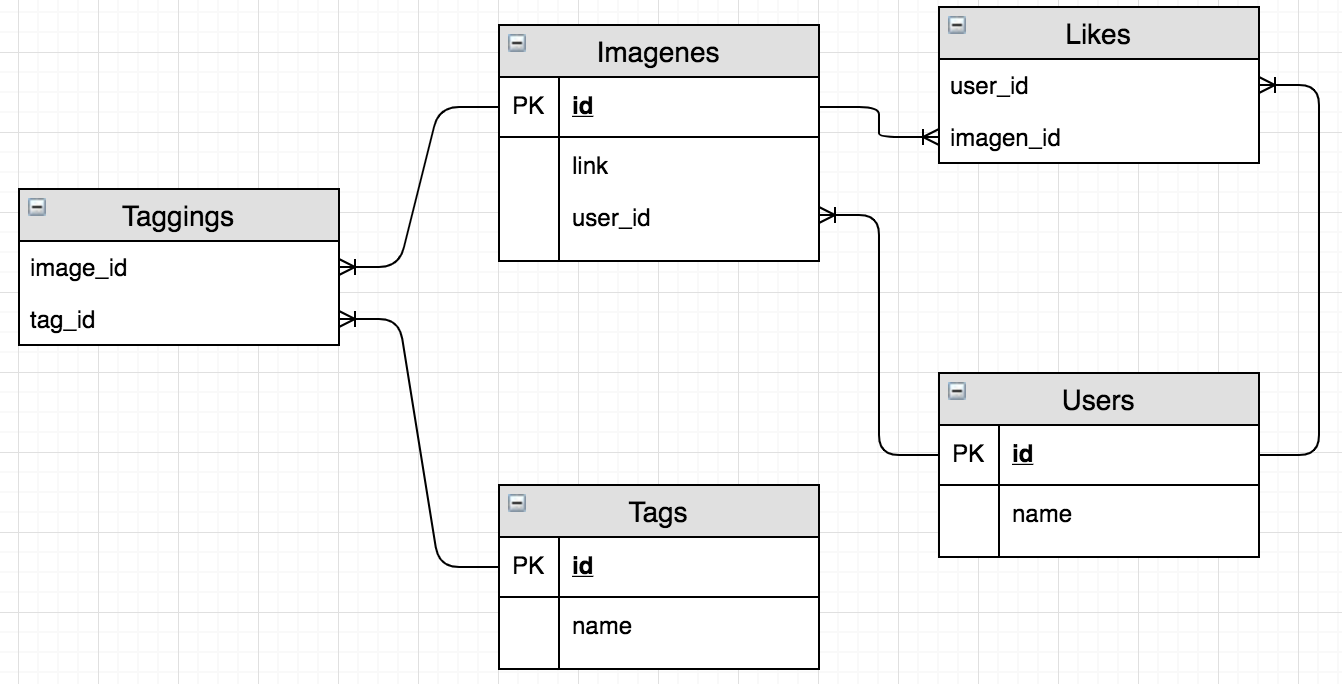 Imagenes
PK id
link
user_id
Likes
user_id
imagen_id
Taggings
image_id
tag_id
Users
PK id
name
Tags
PK id
name